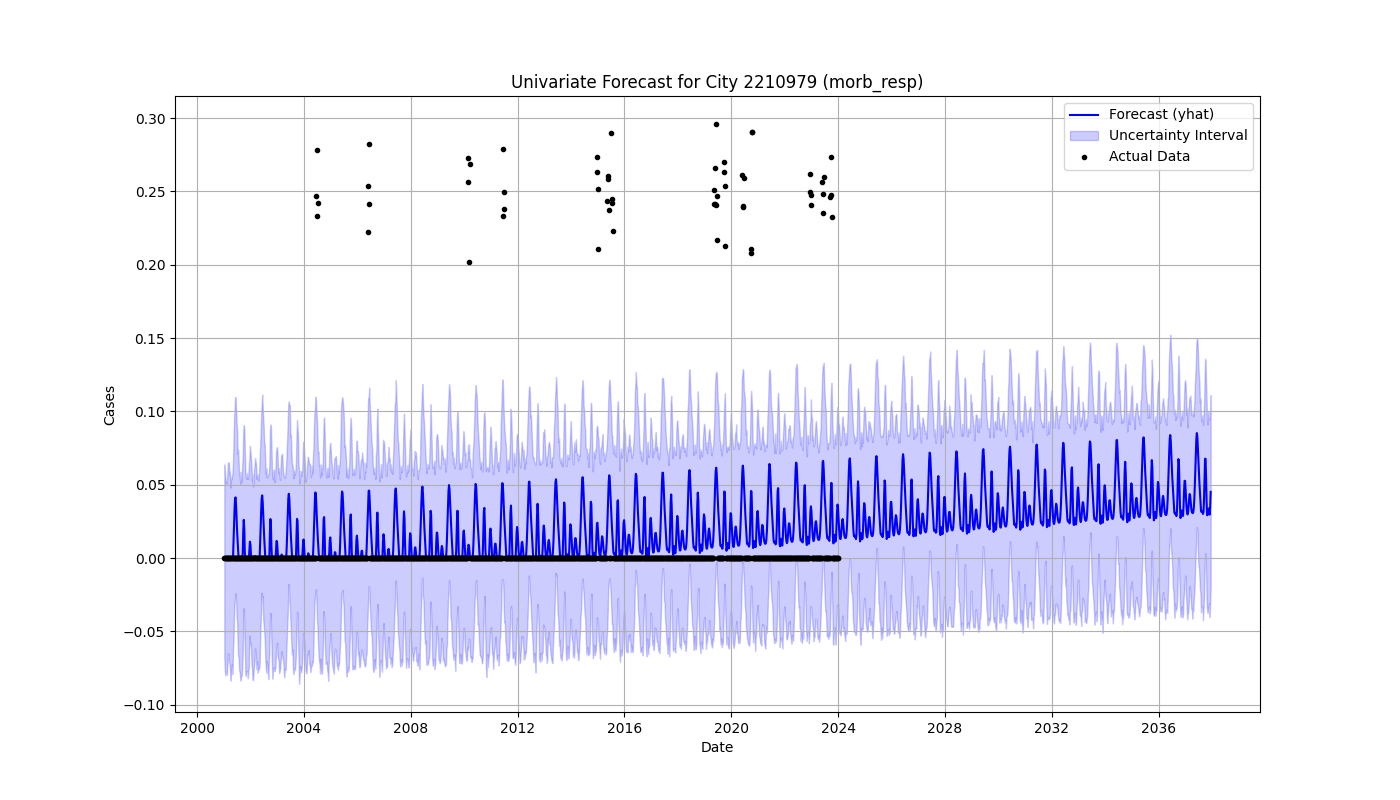 Univariate Forecast for City 2210979 (morb_resp)
Forecast (yhat)
Uncertainty Interval
Actual Data
Cases
0.30
0.25
0.20
0.15
0.10
0.05
0.00
−0.05
−0.10
2000 2004 2008 2012 2016 2020 2024 2028 2032 2036
Date